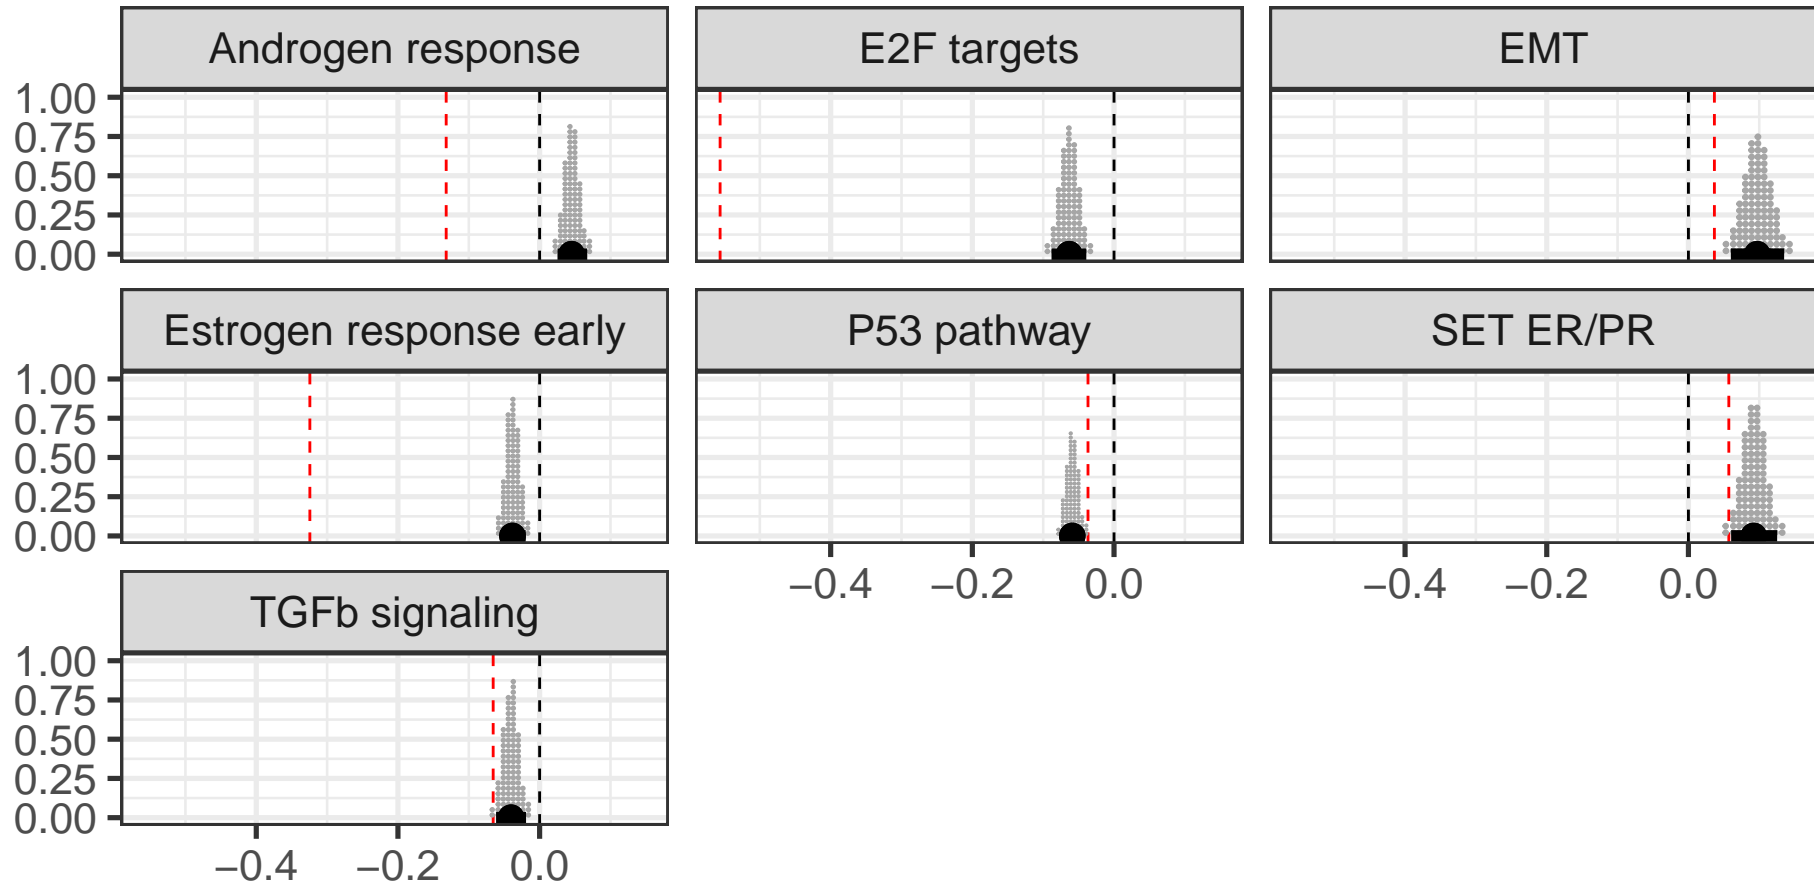 Androgen response
E2F targets
EMT
1.00
0.75
0.50
0.25
0.00
Estrogen response early
P53 pathway
SET ER/PR
1.00
0.75
0.50
0.25
0.00
−0.4 −0.2 0.0
−0.4 −0.2 0.0
TGFb signaling
1.00
0.75
0.50
0.25
0.00
−0.4 −0.2 0.0